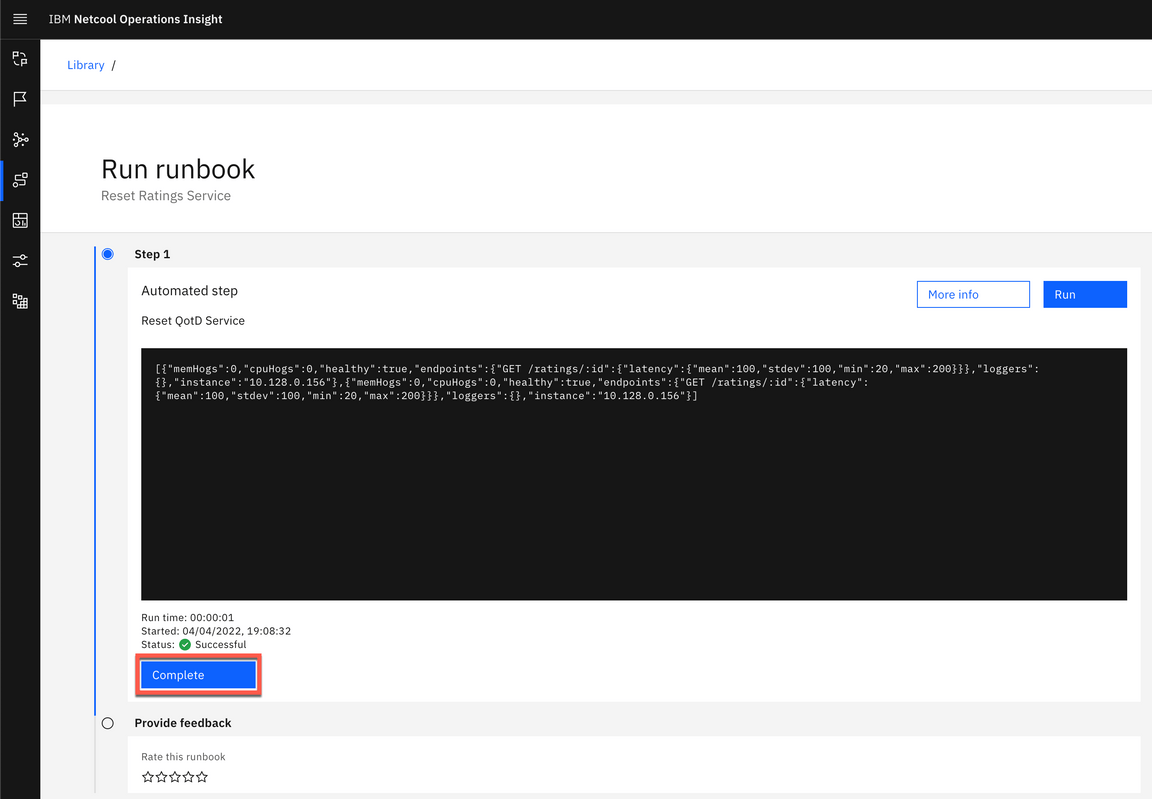 IBM Netcool Operations Insight
Library /
Run runbook
Reset Ratings Service
Step 1
Automated step
More info
Run
Reset QotD Service
[{"memHogs":0,"cpuHogs":0,"healthy":true,"endpoints":{"GET /ratings/:id":{"latency":{"mean":100,"stdev":100,"min":20,"max":200}}},"loggers":
{},"instance":"10.128.0.156"},{"memHogs":0,"cpuHogs":0,"healthy":true,"endpoints":{"GET /ratings/:id":{"latency":
{"mean":100,"stdev":100,"min":20,"max":200}}},"loggers":{},"instance":"10.128.0.156"}]
Run time: 00:00:01
Started: 04/04/2022, 19:08:32
Status: Successful
Complete
Provide feedback
Rate this runbook